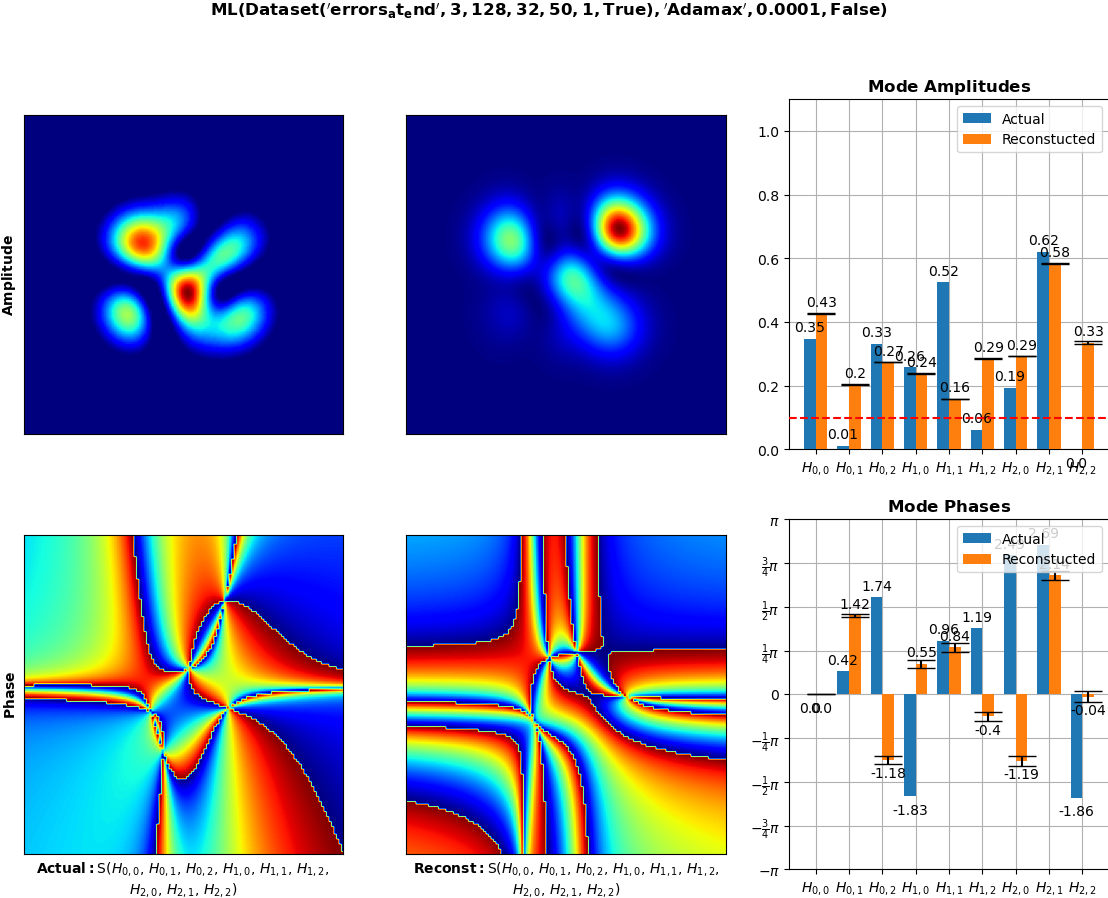 ML(Dataset('errors_at_end', 3, 128, 32, 50, 1, True), 'Adamax', 0.0001, False)
Amplitude
Mode Amplitudes
Actual
Reconstucted
1.0
0.8
0.6
0.4
0.2
0.0
0.35
0.43
0.01
0.2
0.33
0.27
0.26
0.24
0.52
0.16
0.06
0.29
0.19
0.29
0.62
0.58
0.0
0.33
H0,0 H0,1 H0,2 H1,0 H1,1 H1,2 H2,0 H2,1 H2,2
Phase
Mode Phases
Actual
Reconstucted
π
3/4π
1/2π
1/4π
0
−1/4π
−1/2π
−3/4π
−π
0.0
0.0
0.42
1.42
1.74
-1.18
-1.83
0.55
0.96
0.84
1.19
-0.4
-1.19
-1.86
-0.04
H0,0 H0,1 H0,2 H1,0 H1,1 H1,2 H2,0 H2,1 H2,2
Actual: S(H0,0, H0,1, H0,2, H1,0, H1,1, H1,2,
H2,0, H2,1, H2,2)
Reconst: S(H0,0, H0,1, H0,2, H1,0, H1,1, H1,2,
H2,0, H2,1, H2,2)